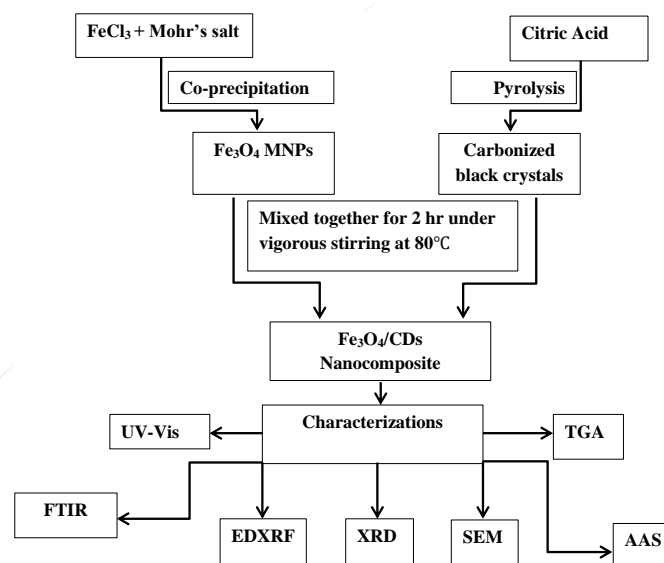 FeCl₃ + Mohr's salt
Citric Acid
Co-precipitation
Pyrolysis
Fe₃O₄ MNPs
Carbonized
black crystals
Mixed together for 2 hr under
vigorous stirring at 80℃
Fe₃O₄/CDs
Nanocomposite
Characterizations
UV-Vis
TGA
FTIR
EDXRF
XRD
SEM
AAS